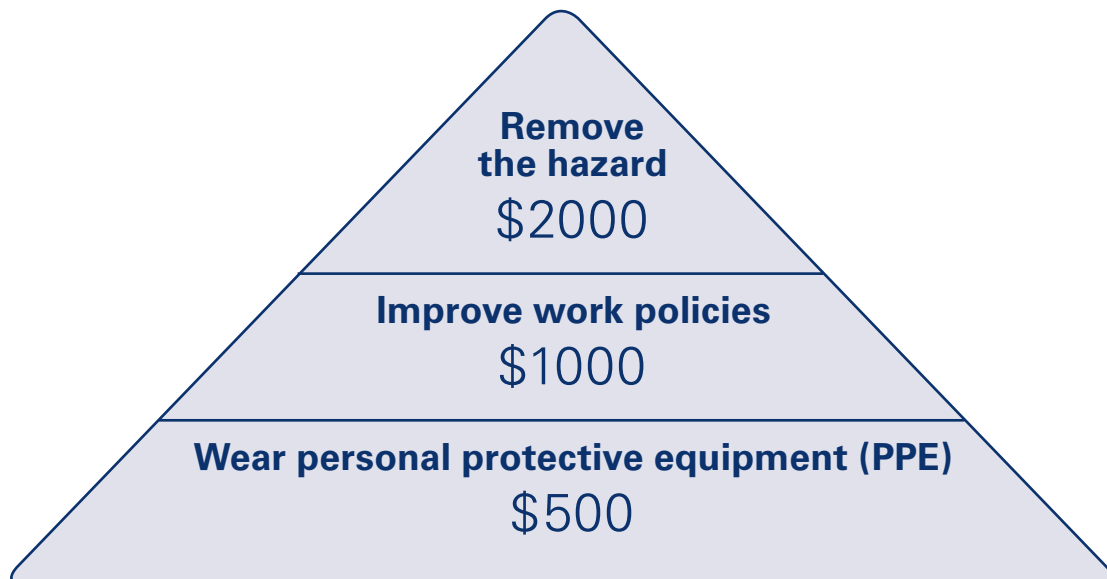 Remove
the hazard
$2000
Improve work policies
$1000
Wear personal protective equipment (PPE)
$500